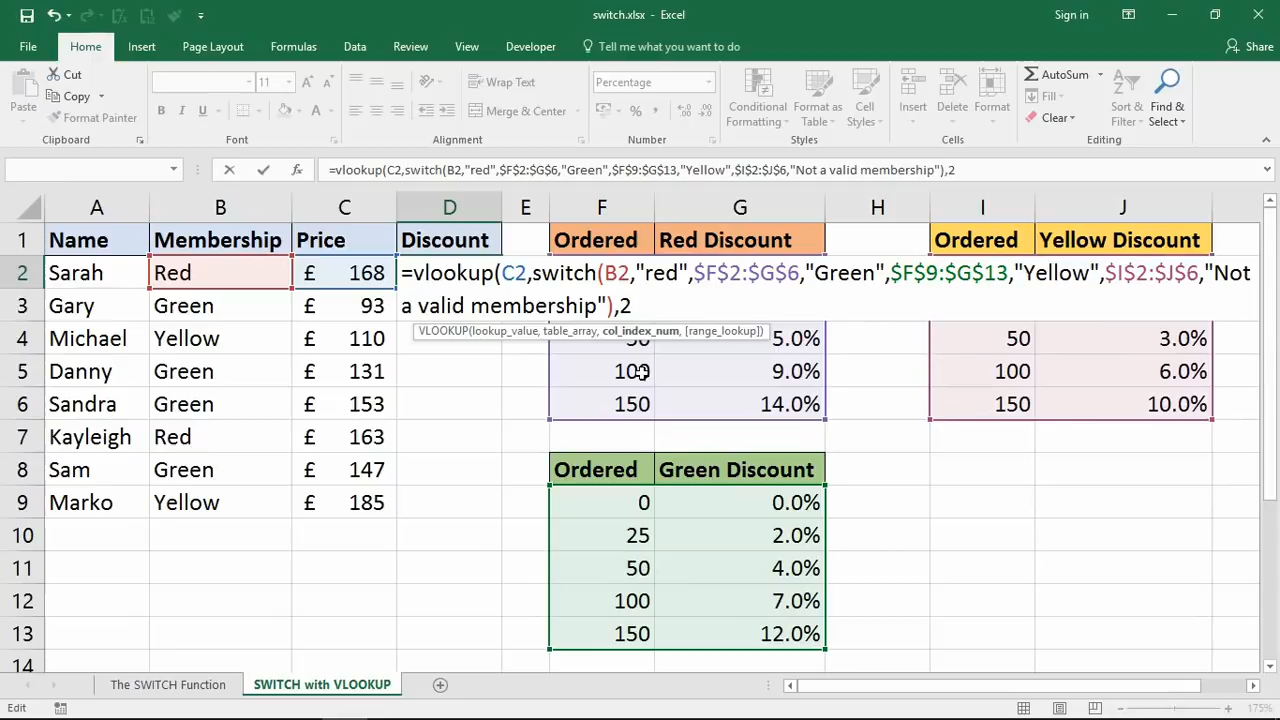 switch.xlsx - Excel
Sign in
File Home Insert Page Layout Formulas Data Review View Developer Tell me what you want to do Share
Paste
Cut
Copy
Format Painter
11
B I U
Wrap Text
Merge & Center
Percentage
%
Conditional Formatting
Format as Table
Cell Styles
Insert Delete Format
AutoSum
Fill
Clear
Sort & Filter
Find & Select
Clipboard Font Alignment Number Styles Cells Editing
fx =vlookup(C2,switch(B2,"red",$F$2:$G$6,"Green",$F$9:$G$13,"Yellow",$I$2:$J$6,"Not a valid membership"),2
A B C D E F G H I J
1 Name Membership Price Discount Ordered Red Discount Ordered Yellow Discount
2 Sarah Red £ 168 =vlookup(C2,switch(B2,"red",$F$2:$G$6,"Green",$F$9:$G$13,"Yellow",$I$2:$J$6,"Not
3 Gary Green £ 93 a valid membership"),2
VLOOKUP(lookup_value, table_array, col_index_num, [range_lookup])
4 Michael Yellow £ 110 50 5.0% 50 3.0%
5 Danny Green £ 131 100 9.0% 100 6.0%
6 Sandra Green £ 153 150 14.0% 150 10.0%
7 Kayleigh Red £ 163
8 Sam Green £ 147 Ordered Green Discount
9 Marko Yellow £ 185 0 0.0%
10 25 2.0%
11 50 4.0%
12 100 7.0%
13 150 12.0%
14
The SWITCH Function SWITCH with VLOOKUP
Edit
175%